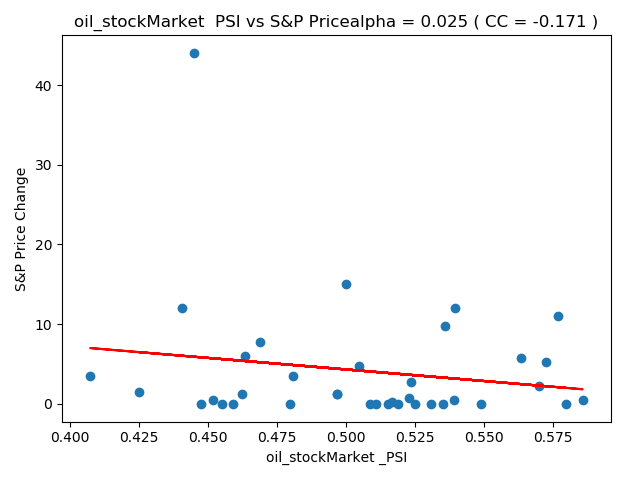 oil_stockMarket  PSI vs S&P Pricealpha = 0.025 ( CC = -0.171 )
40
30
20
10
0
S&P Price Change
0.400 0.425 0.450 0.475 0.500 0.525 0.550 0.575
oil_stockMarket _PSI